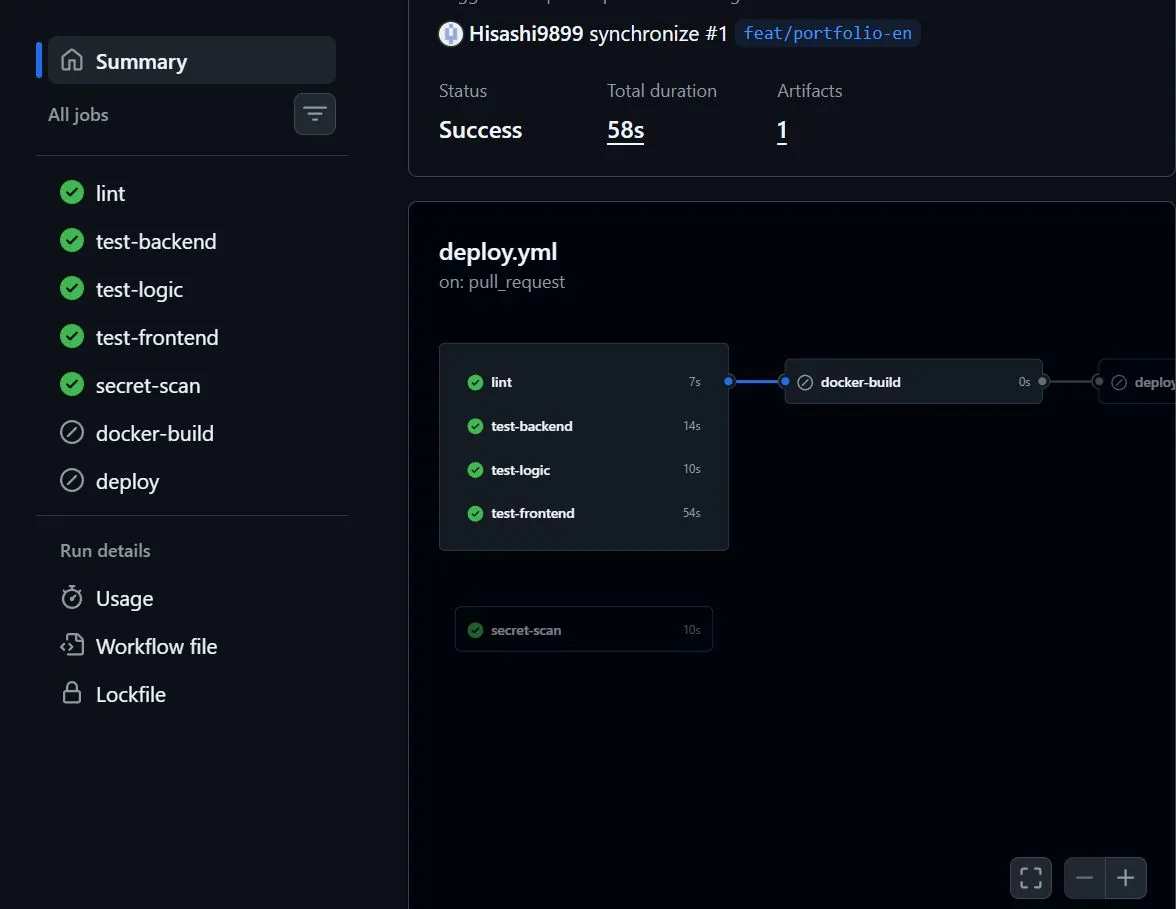 Summary
All jobs
lint
test-backend
test-logic
test-frontend
secret-scan
docker-build
deploy
Run details
Usage
Workflow file
Lockfile
Hisashi9899 synchronize #1 feat/portfolio-en
Status Total duration Artifacts
Success 58s 1
deploy.yml
on: pull_request
lint 7s
test-backend 14s
test-logic 10s
test-frontend 54s
docker-build 0s
deploy
secret-scan 10s